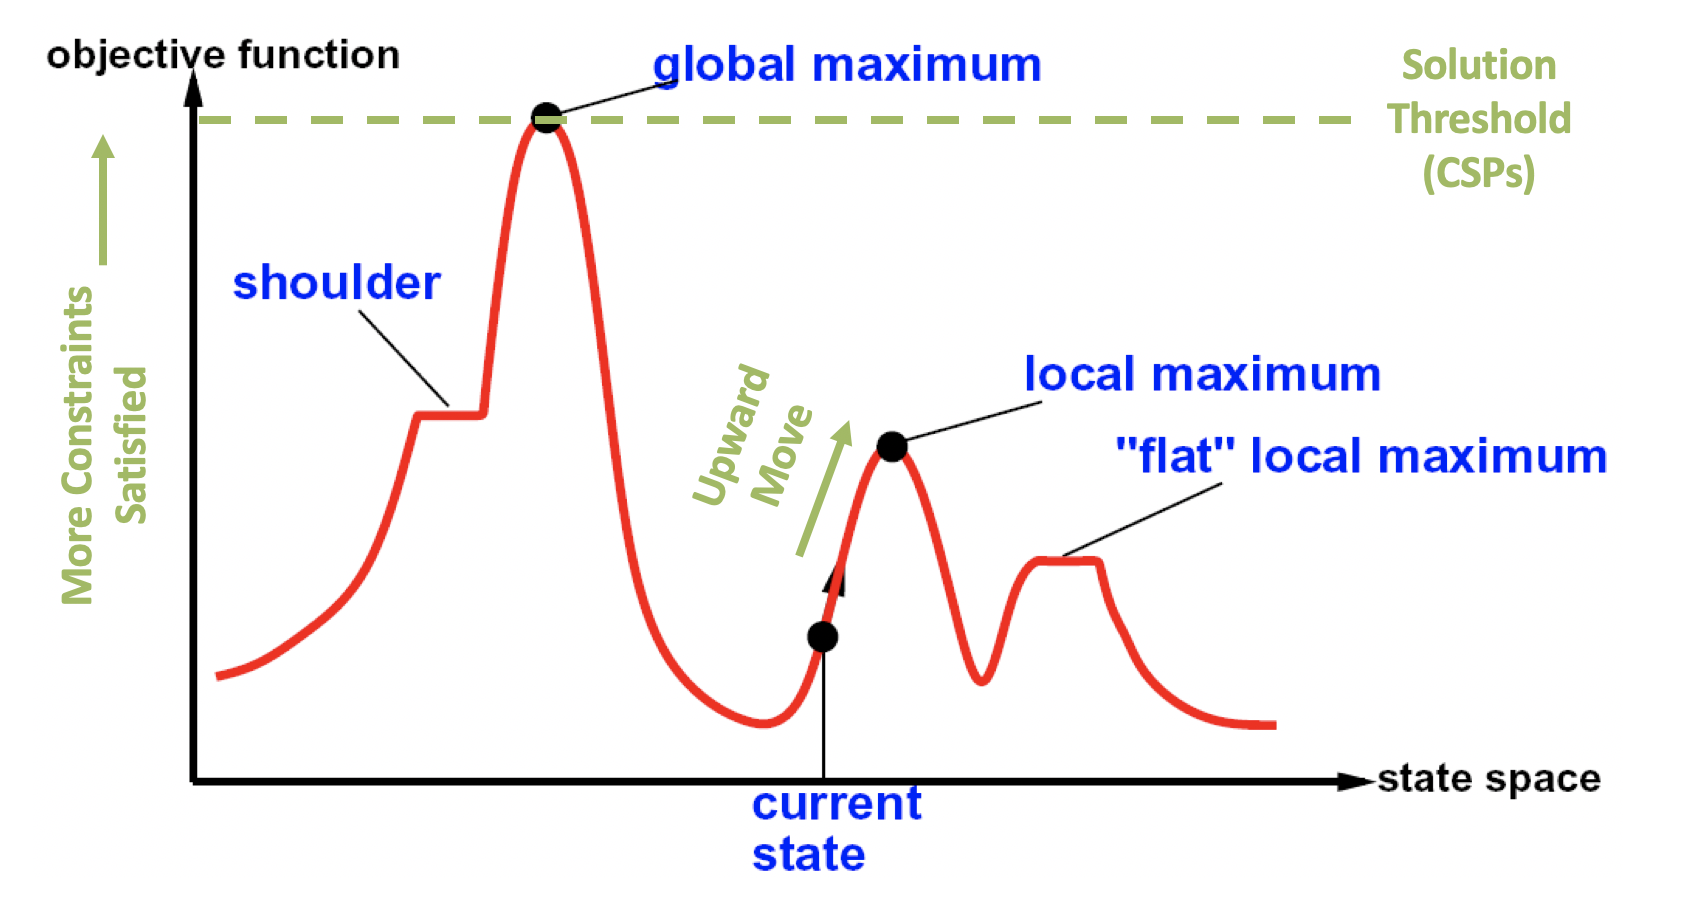 objective function
global maximum
Solution
Threshold
(CSPs)
shoulder
More Constraints
Satisfied
Upward
Move
local maximum
"flat" local maximum
state space
current
state